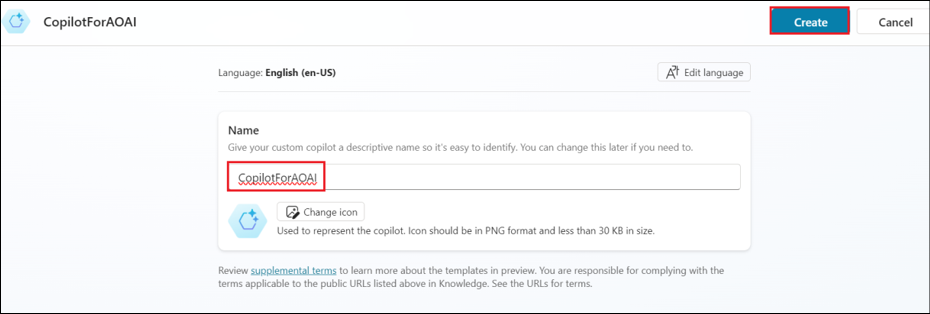 CopilotForAOAI
Create
Cancel
Language: English (en-US)
Edit language
Name
Give your custom copilot a descriptive name so it's easy to identify. You can change this later if you need to.
CopilotForAOAI
Change icon
Used to represent the copilot. Icon should be in PNG format and less than 30 KB in size.
Review supplemental terms to learn more about the templates in preview. You are responsible for complying with the
terms applicable to the public URLs listed above in Knowledge. See the URLs for terms.